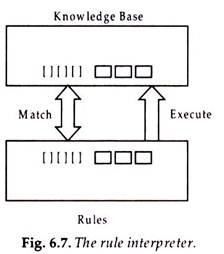 Knowledge Base
[ ] [ ] [ ] [ ]
Match
Execute
[ ] [ ] [ ] [ ]
Rules
Fig. 6.7. The rule interpreter.